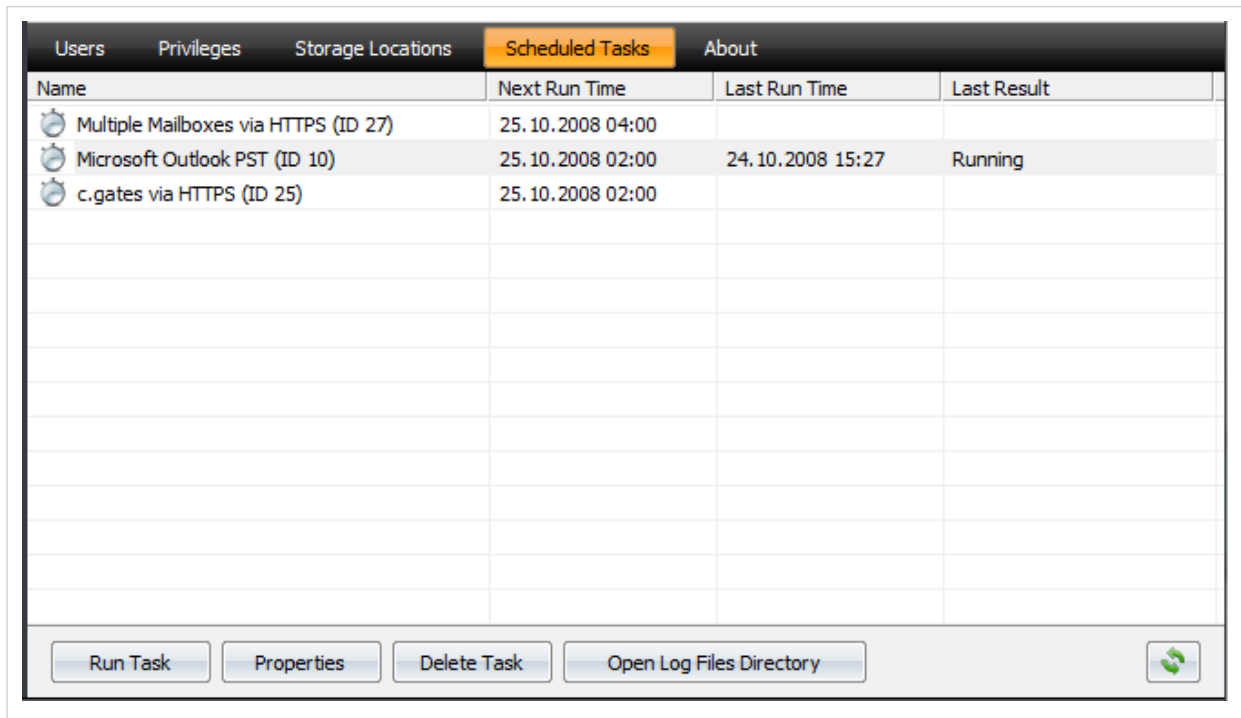 Users Privileges Storage Locations Scheduled Tasks About
Name Next Run Time Last Run Time Last Result
Multiple Mailboxes via HTTPS (ID 27) 25.10.2008 04:00
Microsoft Outlook PST (ID 10) 25.10.2008 02:00 24.10.2008 15:27 Running
c.gates via HTTPS (ID 25) 25.10.2008 02:00
Run Task Properties Delete Task Open Log Files Directory